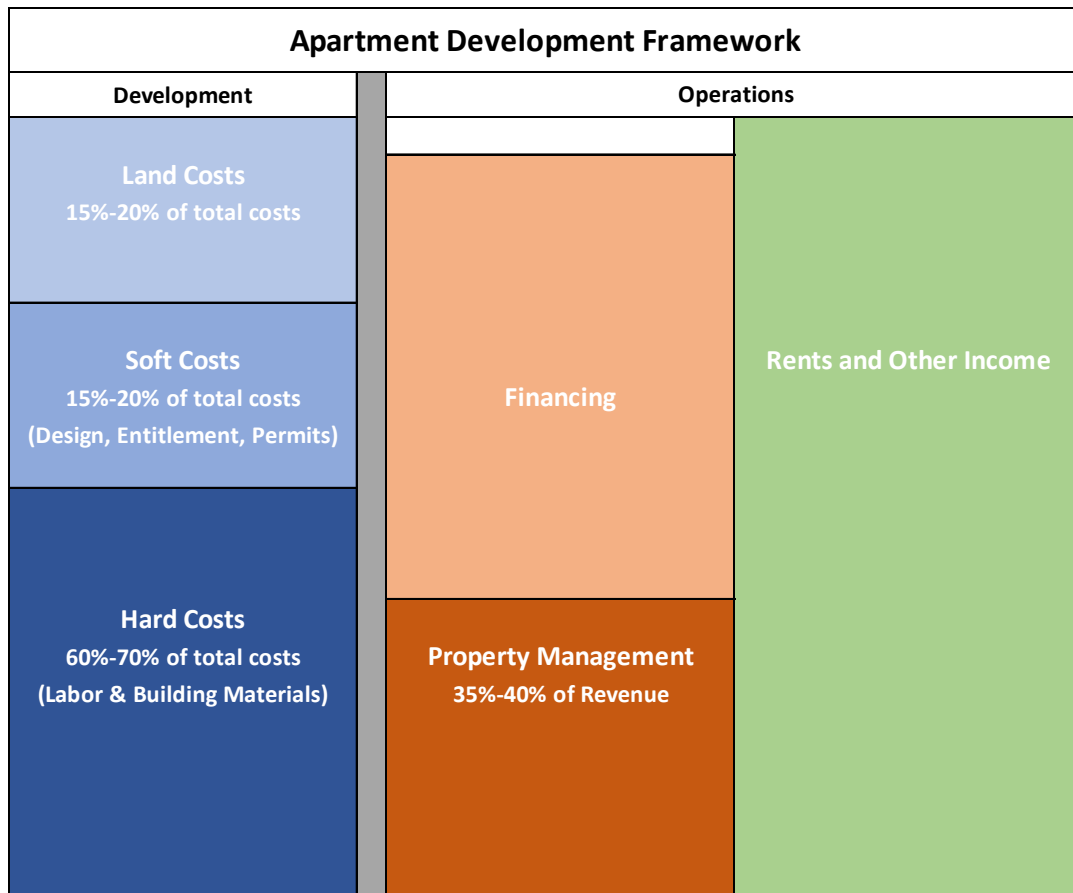 Apartment Development Framework
Development
Operations
Land Costs
15%-20% of total costs
Soft Costs
15%-20% of total costs
(Design, Entitlement, Permits)
Hard Costs
60%-70% of total costs
(Labor & Building Materials)
Financing
Property Management
35%-40% of Revenue
Rents and Other Income